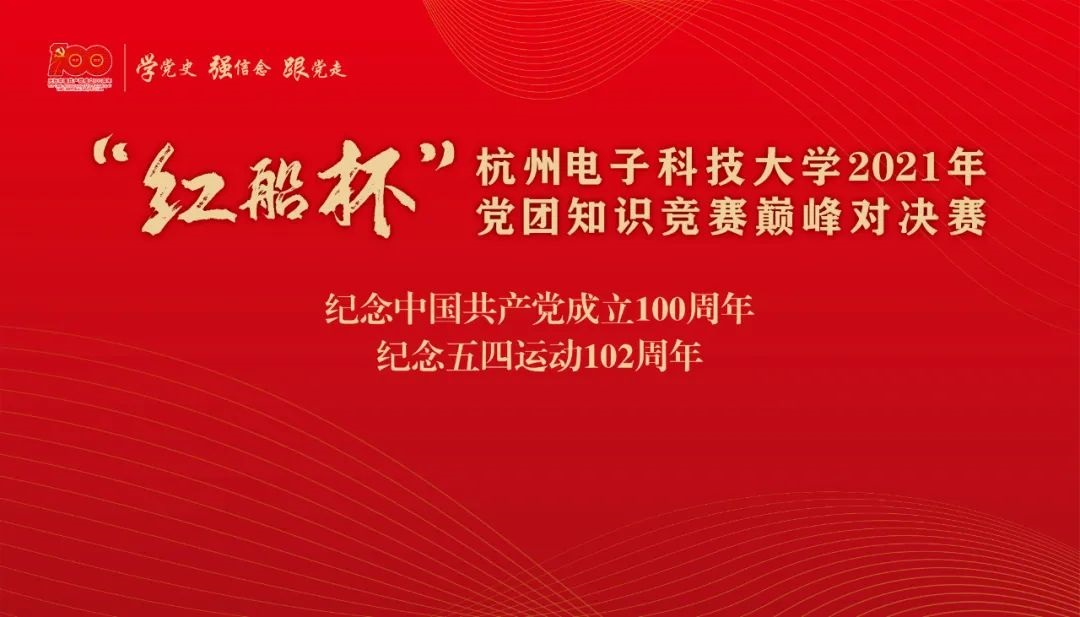 100
学党史 强信念 跟党走
“红船杯”
杭州电子科技大学2021年
党团知识竞赛巅峰对决赛
纪念中国共产党成立100周年
纪念五四运动102周年